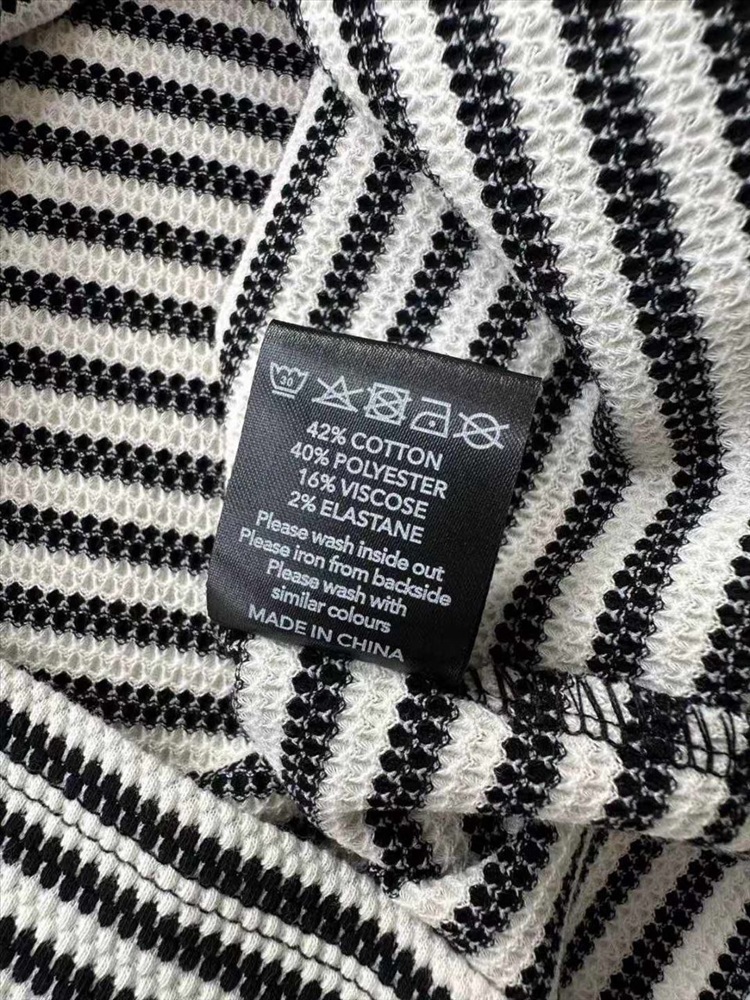 30
42% COTTON
40% POLYESTER
16% VISCOSE
2% ELASTANE
Please wash inside out
Please iron from backside
Please wash with
similar colours
MADE IN CHINA